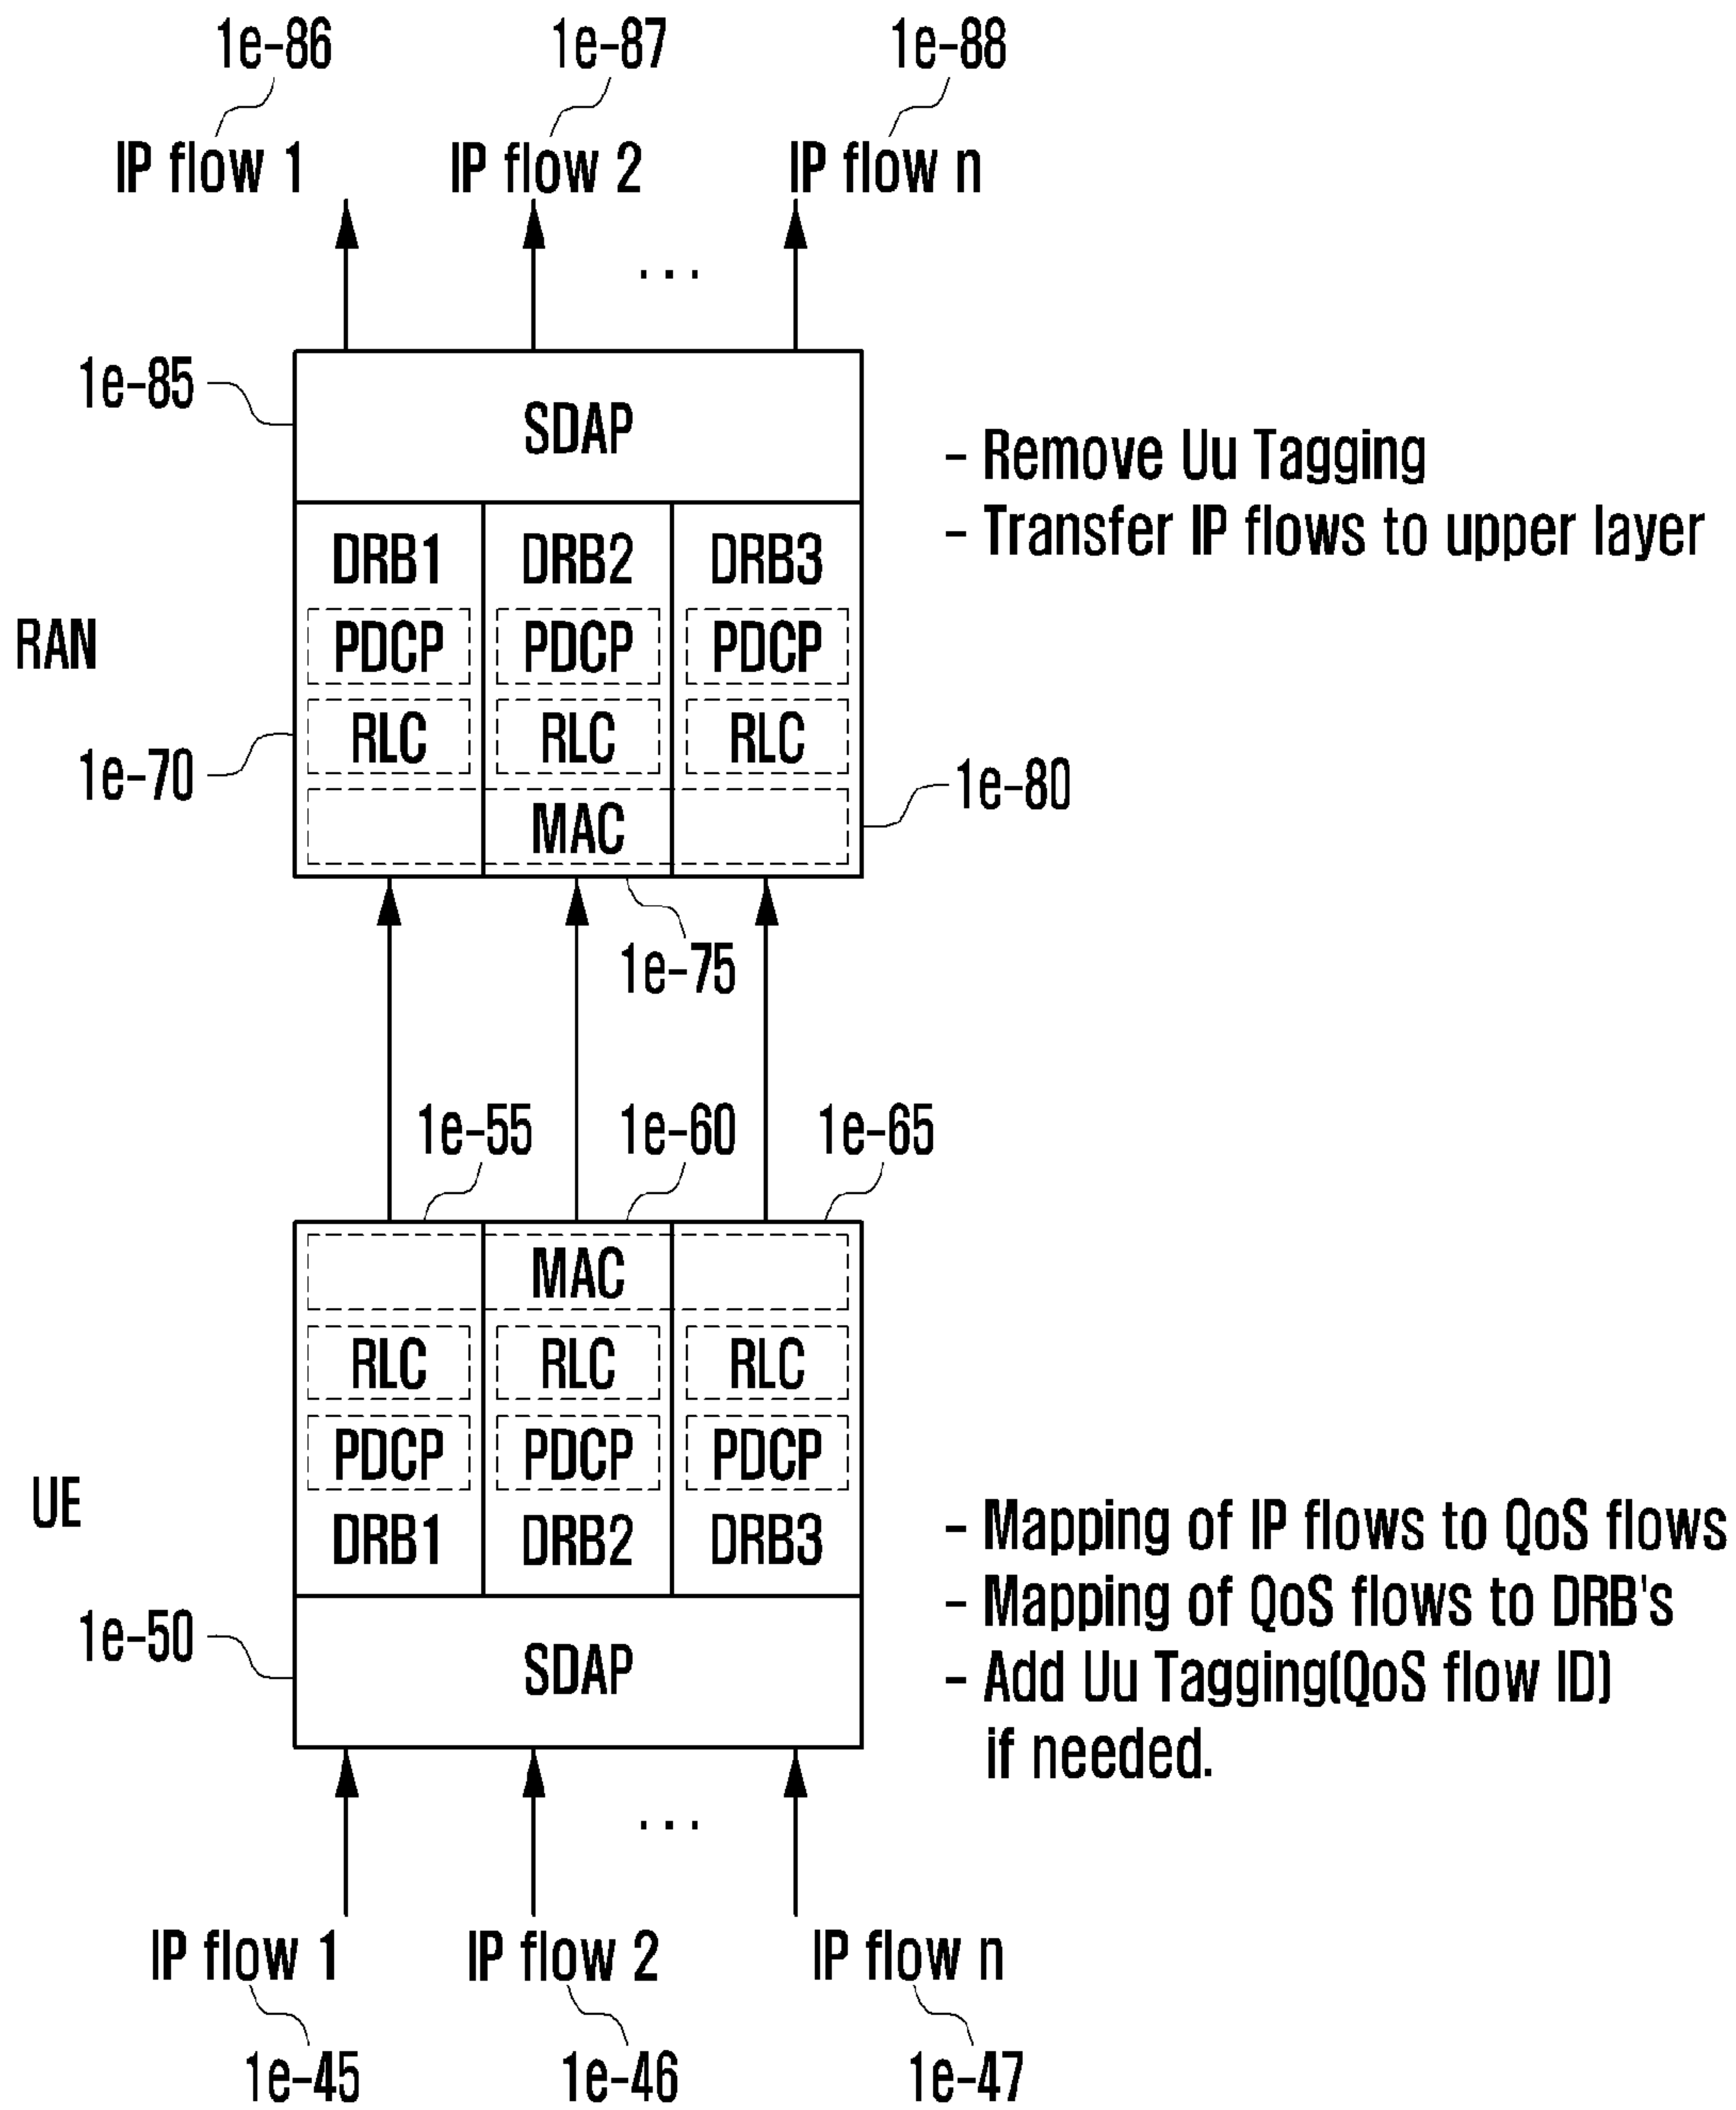 1e-86 1e-87 1e-88
IP flow 1 IP flow 2 IP flow n
...
1e-85
SDAP
- Remove Uu Tagging
- Transfer IP flows to upper layer
DRB1 DRB2 DRB3
RAN
PDCP PDCP PDCP
RLC RLC RLC
1e-70
1e-80
MAC
1e-75
1e-55 1e-60 1e-65
MAC
RLC RLC RLC
PDCP PDCP PDCP
UE
DRB1 DRB2 DRB3
- Mapping of IP flows to QoS flows
- Mapping of QoS flows to DRB's
- Add Uu Tagging(QoS flow ID)
if needed.
1e-50
SDAP
...
IP flow 1 IP flow 2 IP flow n
1e-45 1e-46 1e-47